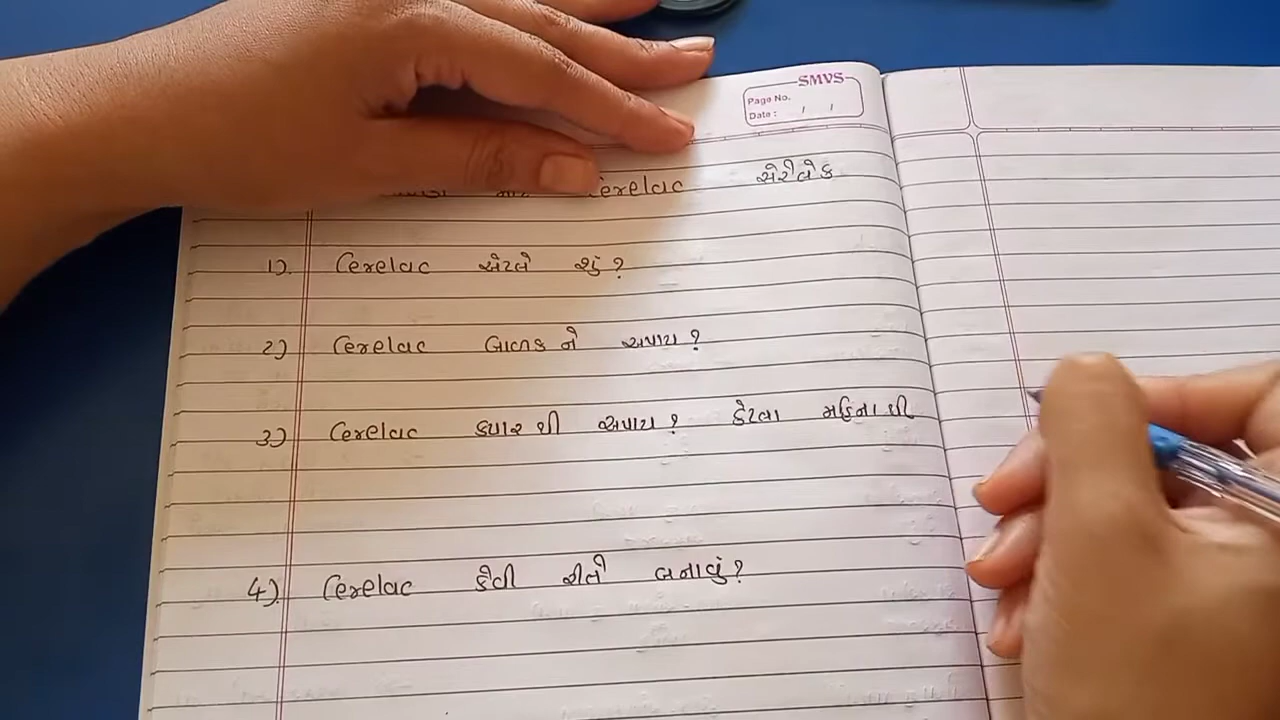 SMVS
Page No.
Date : / /
Cerelac સેરીલેક
1). Cerelac એટલે શું ?
2) Cerelac બાળક ને અપાય ?
3) Cerelac ક્યાર થી અપાય ? કેટલા મહિના થી
4). Cerelac કેવી રીતે બનાવું ?